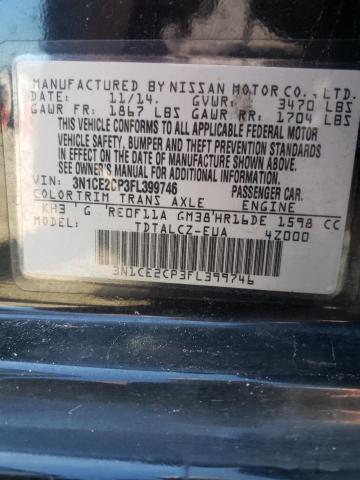 MANUFACTURED BY NISSAN MOTOR CO., LTD.
DATE: 11/14. GVWR: 3470 LBS
GAWR FR: 1867 LBS GAWR RR: 1704 LBS
THIS VEHICLE CONFORMS TO ALL APPLICABLE FEDERAL MOTOR
VEHICLE SAFETY, BUMPER AND THEFT PREVENTION STANDARDS
IN EFFECT ON THE DATE OF MANUFACTURE SHOWN ABOVE.
SEE OWNER'S MANUAL FOR ADDITIONAL INFORMATION.
VIN: 3N1CE2CP3FL399746 PASSENGER CAR.
COLOR TRIM TRANS AXLE ENGINE
KH3 G RE0F11A GM38 HR16DE 1598 CC
MODEL: TDTALCZ-EUA 4Z000
3N1CE2CP3FL399746